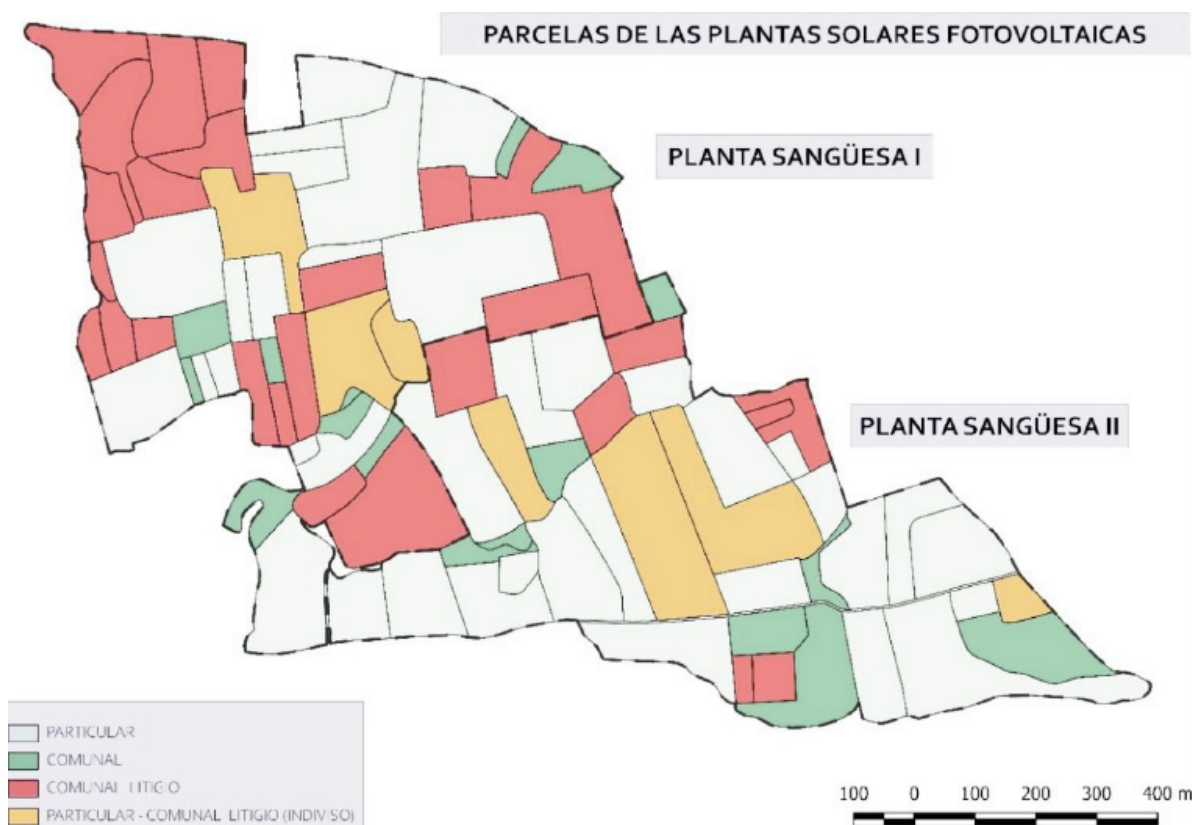 PARCELAS DE LAS PLANTAS SOLARES FOTOVOLTAICAS
PLANTA SANGÜESA I
PLANTA SANGÜESA II
PARTICULAR
COMUNAL
COMUNAL LITIGIO
PARTICULAR - COMUNAL LITIGIO (INDIVISO)
100 0 100 200 300 400 m